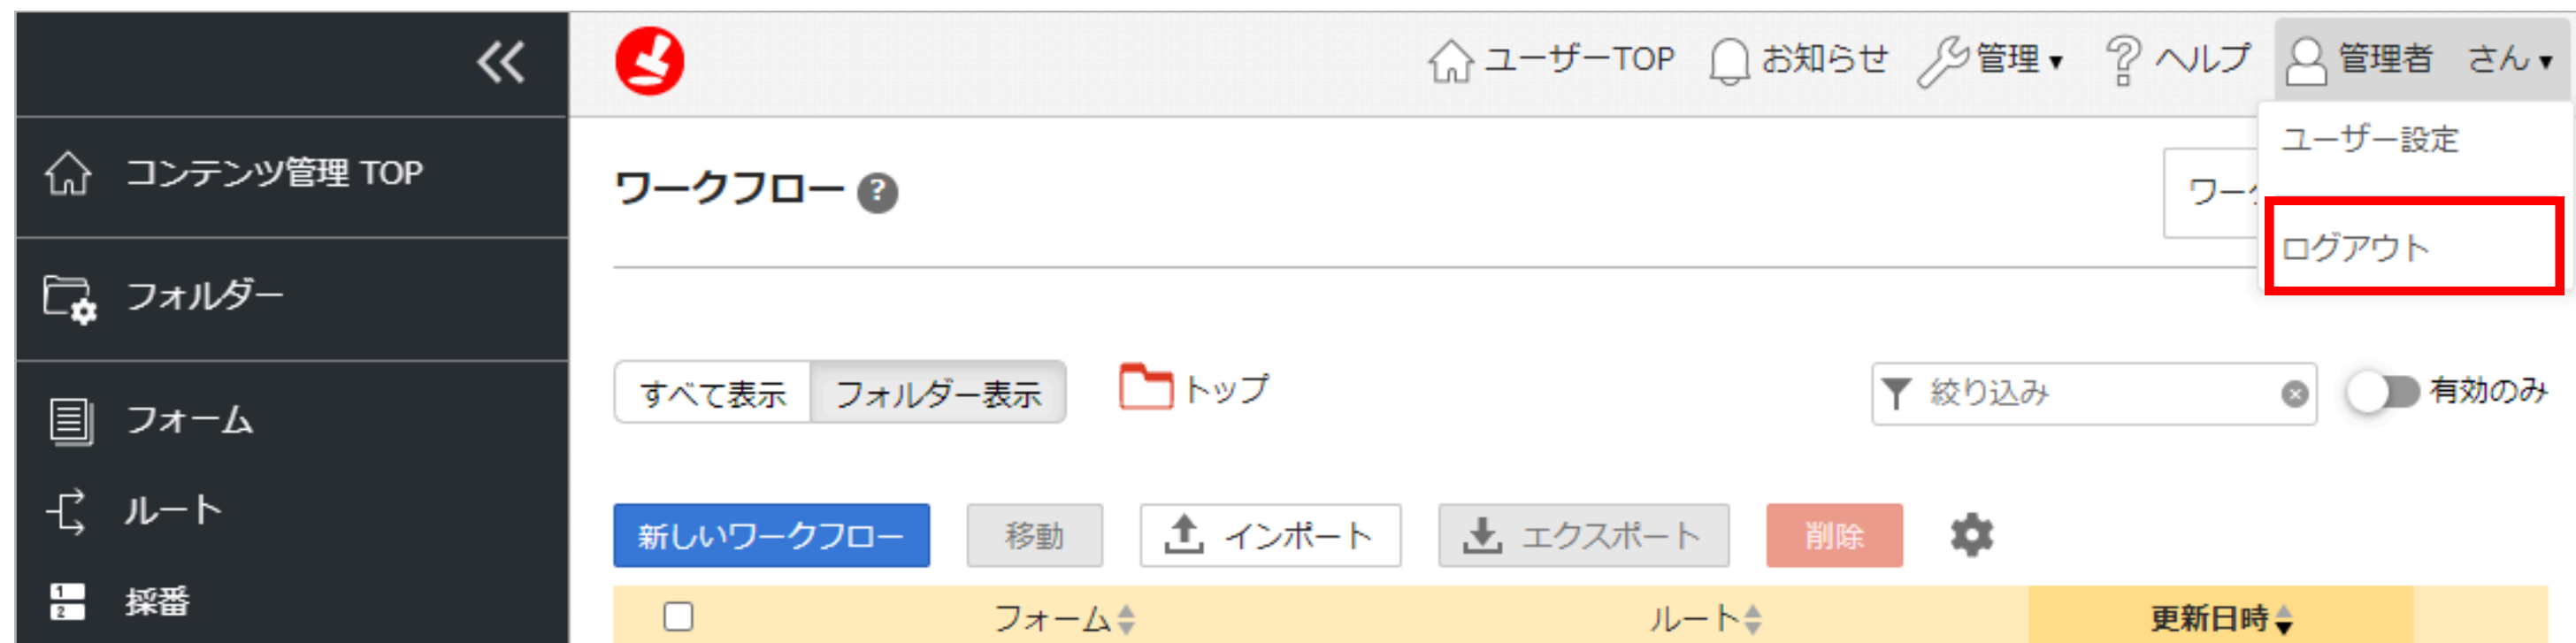 ユーザーTOP お知らせ 管理▼ ヘルプ 管理者 さん▼
ユーザー設定
ログアウト
コンテンツ管理 TOP
フォルダー
フォーム
ルート
採番
ワークフロー ?
ワー
すべて表示 フォルダー表示 トップ 絞り込み 有効のみ
新しいワークフロー 移動 インポート エクスポート 削除
フォーム ルート 更新日時